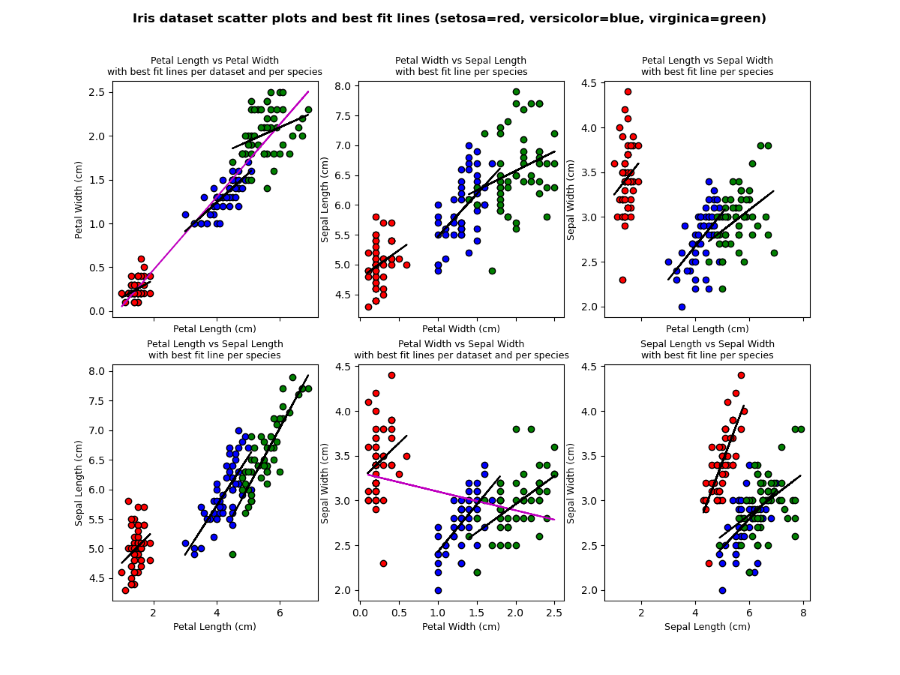 Iris dataset scatter plots and best fit lines (setosa=red, versicolor=blue, virginica=green)
Petal Length vs Petal Width
with best fit lines per dataset and per species
2.5
2.0
1.5
1.0
0.5
0.0
Petal Width (cm)
Petal Length (cm)
Petal Width vs Sepal Length
with best fit line per species
8.0
7.5
7.0
6.5
6.0
5.5
5.0
4.5
Sepal Length (cm)
Petal Width (cm)
Petal Length vs Sepal Width
with best fit line per species
4.5
4.0
3.5
3.0
2.5
2.0
Sepal Width (cm)
Petal Length (cm)
Petal Length vs Sepal Length
with best fit line per species
8.0
7.5
7.0
6.5
6.0
5.5
5.0
4.5
Sepal Length (cm)
2 4 6
Petal Length (cm)
Petal Width vs Sepal Width
with best fit lines per dataset and per species
4.5
4.0
3.5
3.0
2.5
2.0
Sepal Width (cm)
0.0 0.5 1.0 1.5 2.0 2.5
Petal Width (cm)
Sepal Length vs Sepal Width
with best fit line per species
4.5
4.0
3.5
3.0
2.5
2.0
Sepal Width (cm)
2 4 6 8
Sepal Length (cm)